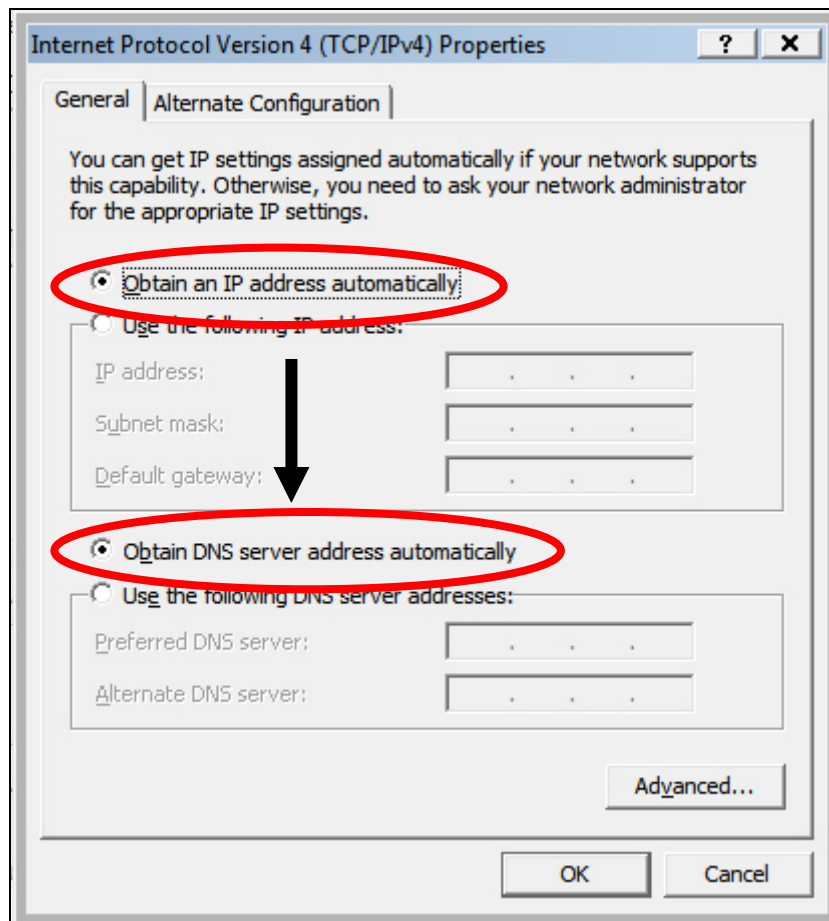 Internet Protocol Version 4 (TCP/IPv4) Properties
General
Alternate Configuration
You can get IP settings assigned automatically if your network supports
this capability. Otherwise, you need to ask your network administrator
for the appropriate IP settings.
Obtain an IP address automatically
Use the following IP address:
IP address:
Subnet mask:
Default gateway:
Obtain DNS server address automatically
Use the following DNS server addresses:
Preferred DNS server:
Alternate DNS server:
Advanced...
OK
Cancel